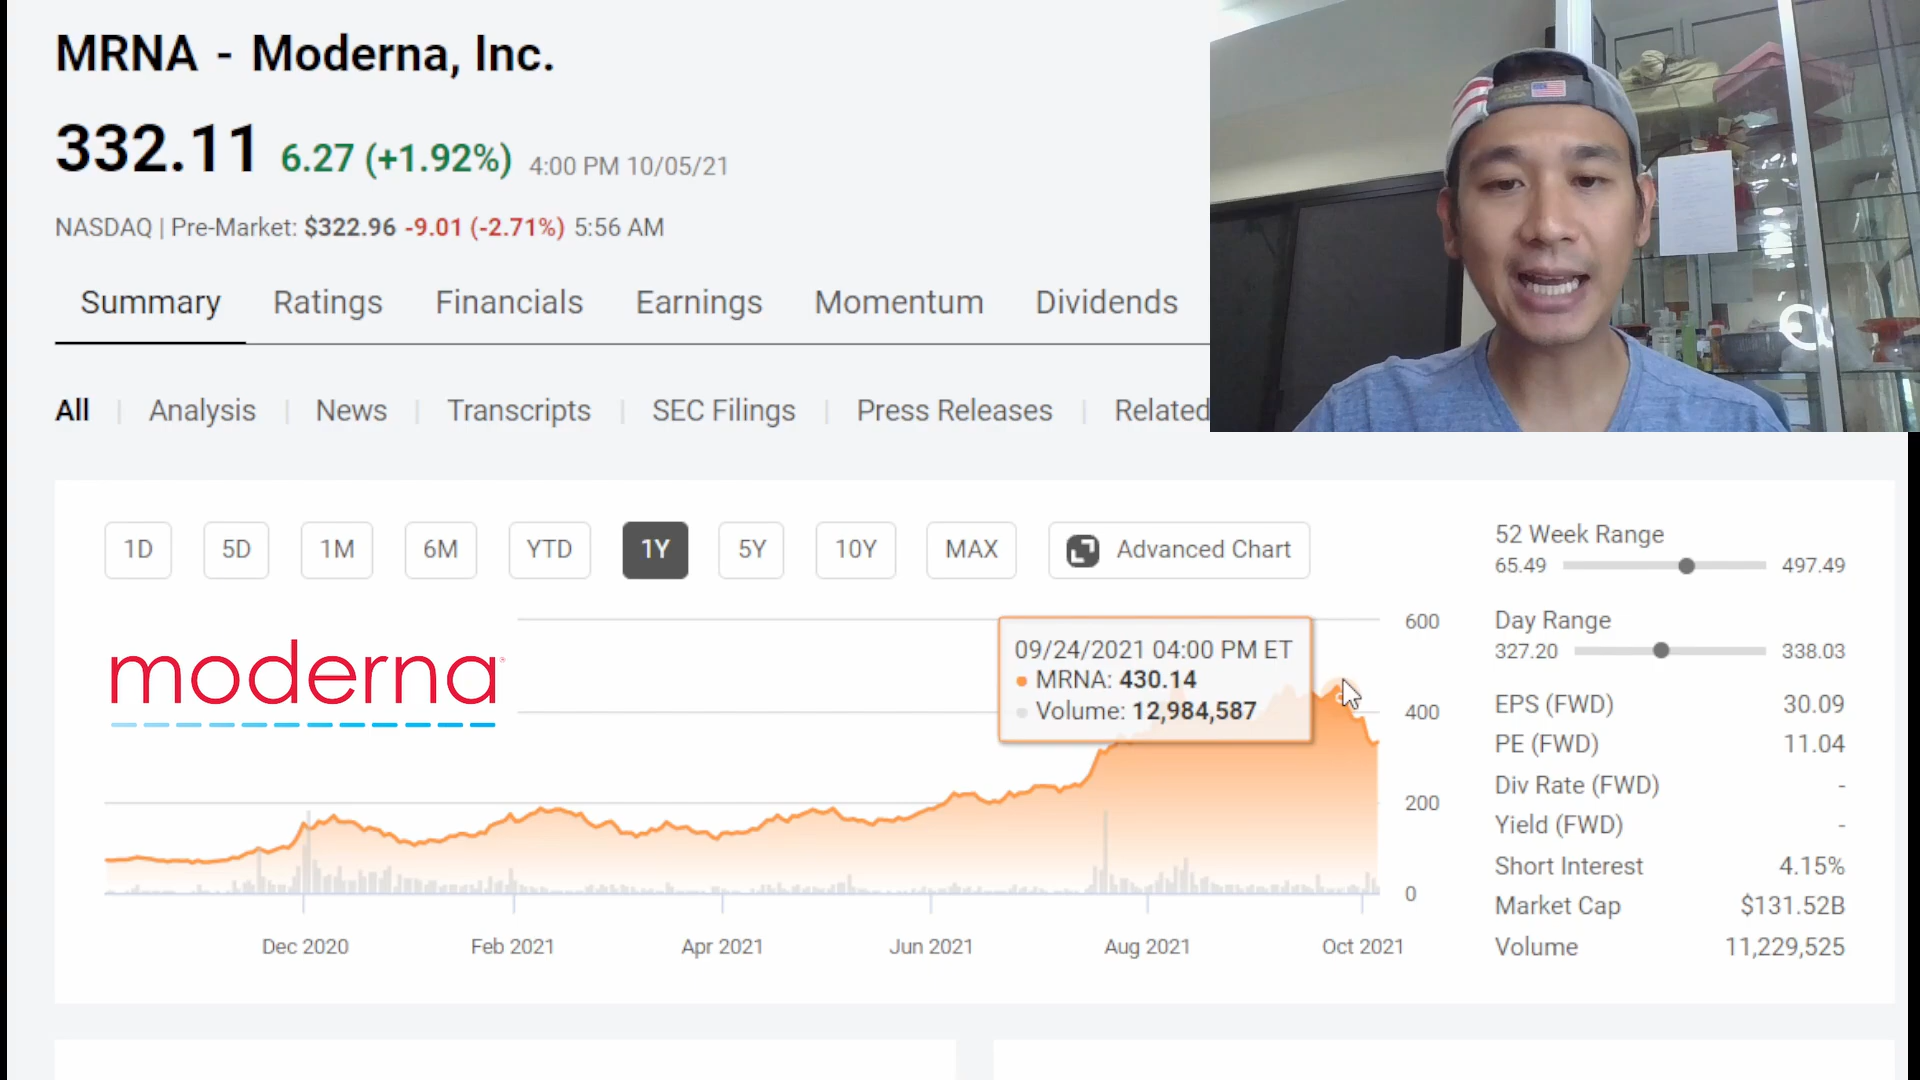 MRNA - Moderna, Inc.
332.11 6.27 (+1.92%) 4:00 PM 10/05/21
NASDAQ | Pre-Market: $322.96 -9.01 (-2.71%) 5:56 AM
Summary Ratings Financials Earnings Momentum Dividends
All | Analysis | News | Transcripts | SEC Filings | Press Releases | Related
1D 5D 1M 6M YTD 1Y 5Y 10Y MAX Advanced Chart
moderna
09/24/2021 04:00 PM ET
MRNA: 430.14
Volume: 12,984,587
600
400
200
0
Dec 2020 Feb 2021 Apr 2021 Jun 2021 Aug 2021 Oct 2021
52 Week Range
65.49 497.49
Day Range
327.20 338.03
EPS (FWD) 30.09
PE (FWD) 11.04
Div Rate (FWD) -
Yield (FWD) -
Short Interest 4.15%
Market Cap $131.52B
Volume 11,229,525